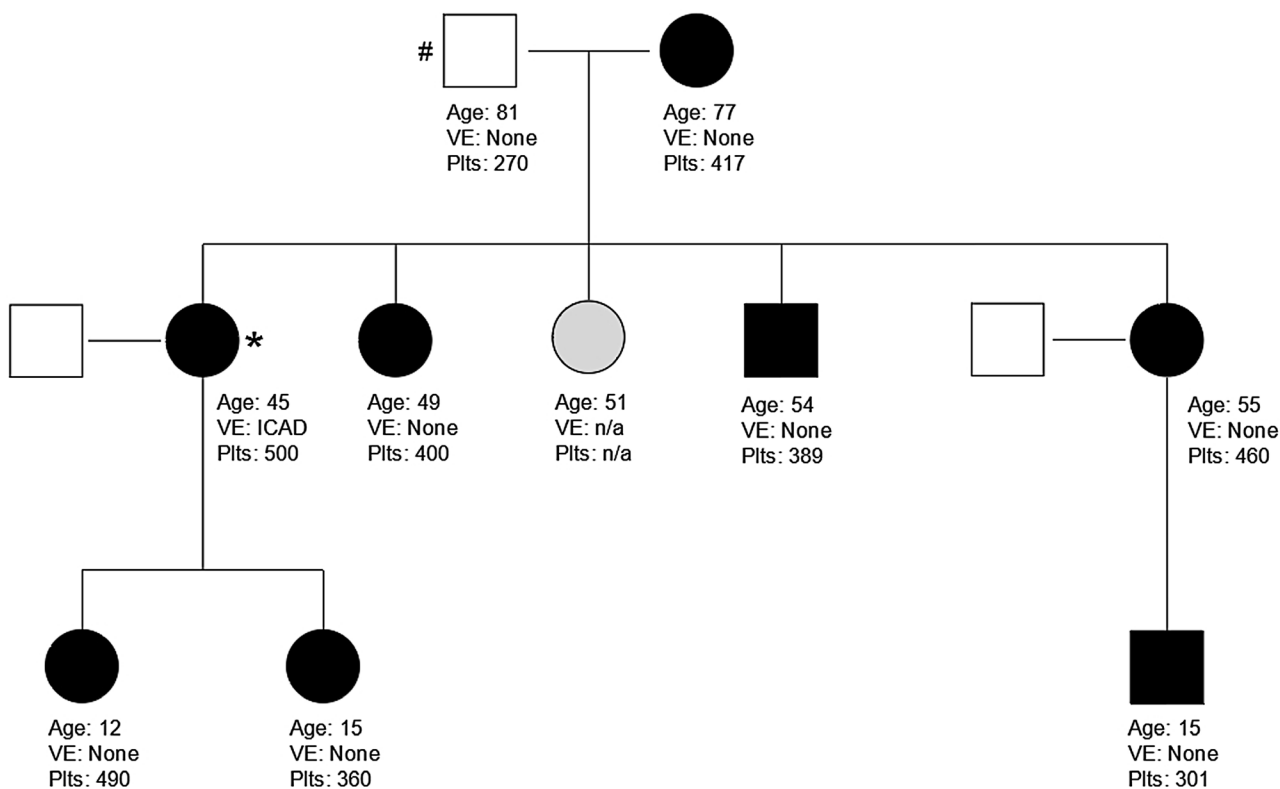 #
Age: 81
VE: None
Plts: 270
Age: 77
VE: None
Plts: 417
*
Age: 45
VE: ICAD
Plts: 500
Age: 49
VE: None
Plts: 400
Age: 51
VE: n/a
Plts: n/a
Age: 54
VE: None
Plts: 389
Age: 55
VE: None
Plts: 460
Age: 12
VE: None
Plts: 490
Age: 15
VE: None
Plts: 360
Age: 15
VE: None
Plts: 301